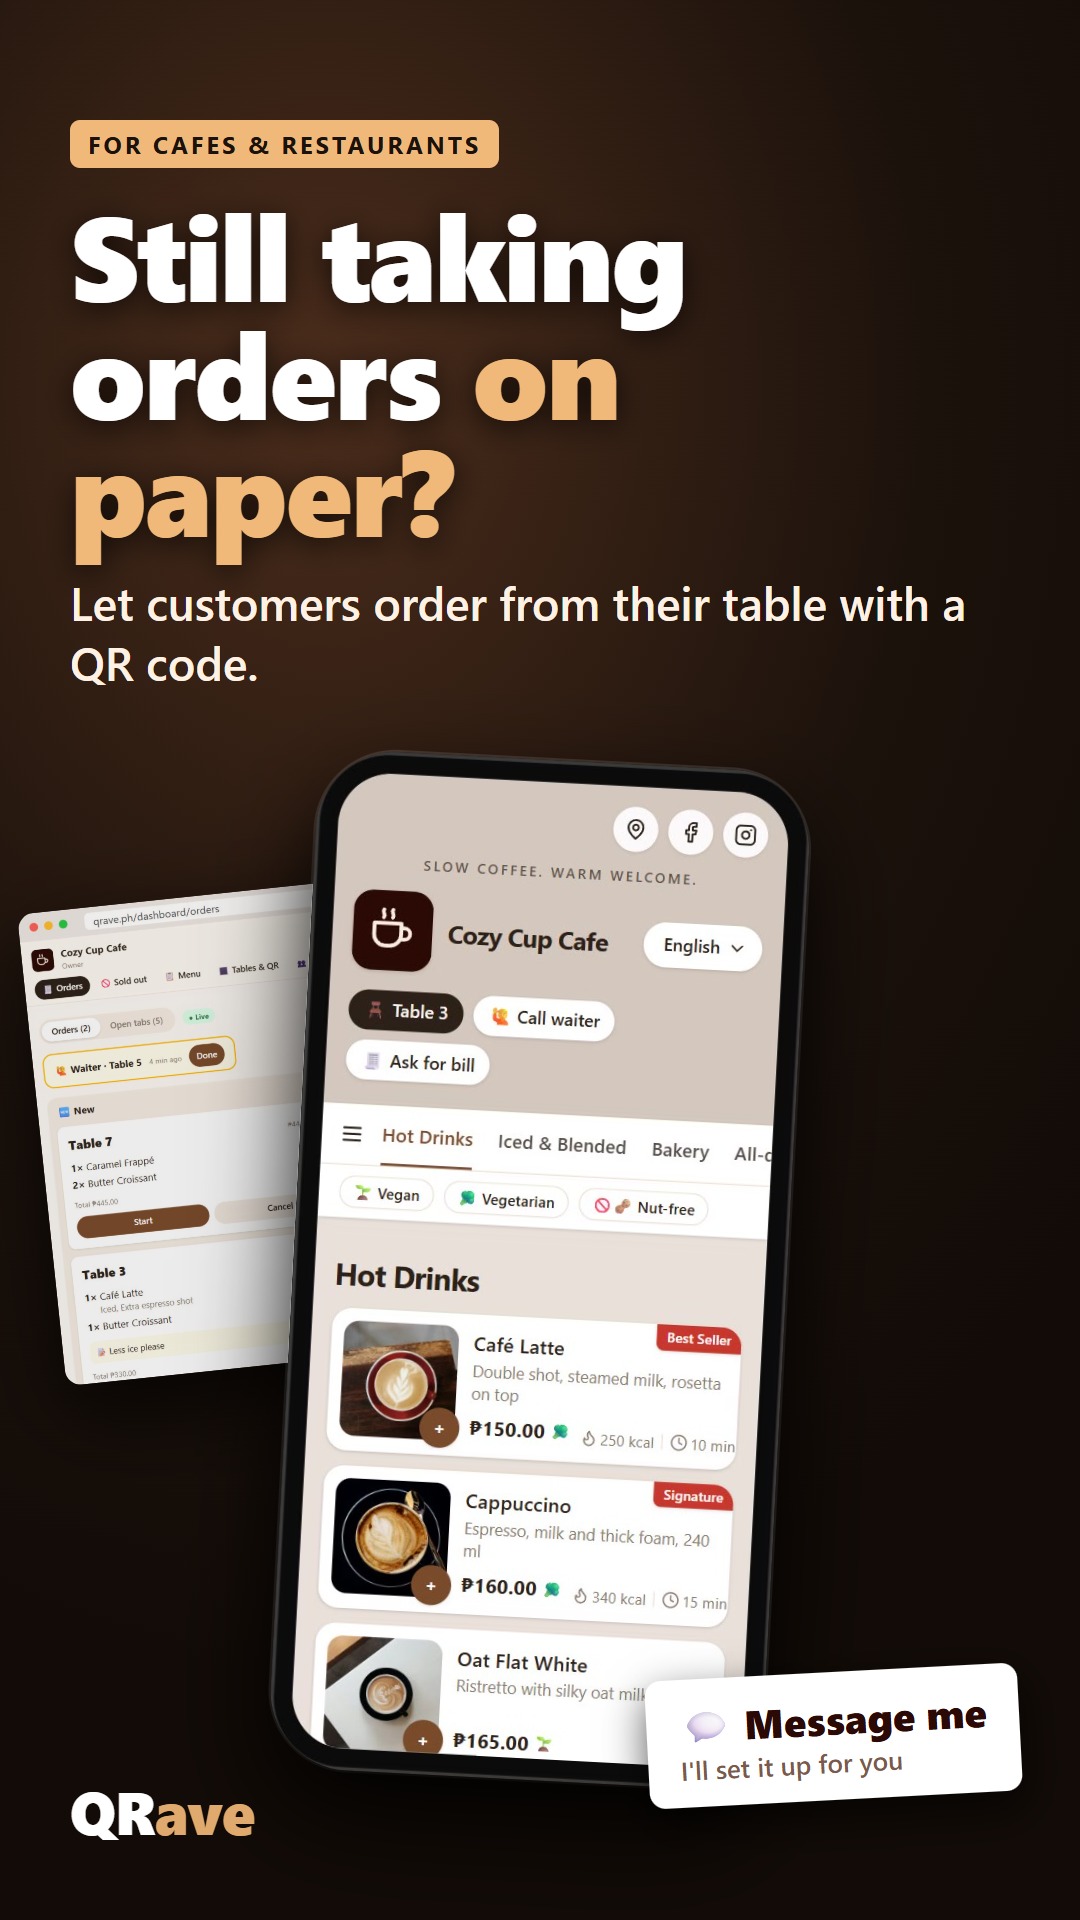 FOR CAFES & RESTAURANTS
Still taking
orders on
paper?
Let customers order from their table with a
QR code.
qrave.ph/dashboard/orders
Cozy Cup Cafe
Owner
Orders
Sold out
Menu
Tables & QR
Orders (2)
Open tabs (5)
Live
Waiter · Table 5
4 min ago
Done
New
Table 7
1× Caramel Frappé
2× Butter Croissant
Total ₱445.00
Start
Cancel
Table 3
1× Café Latte
Iced, Extra espresso shot
1× Butter Croissant
Less ice please
Total ₱330.00
SLOW COFFEE. WARM WELCOME.
Cozy Cup Cafe
English
Table 3
Call waiter
Ask for bill
Hot Drinks
Iced & Blended
Bakery
Vegan
Vegetarian
Nut-free
Hot Drinks
Café Latte
Best Seller
Double shot, steamed milk, rosetta
on top
+
₱150.00
250 kcal
10 min
Cappuccino
Signature
Espresso, milk and thick foam, 240
ml
+
₱160.00
340 kcal
15 min
Oat Flat White
Ristretto with silky oat milk
+
₱165.00
Message me
I'll set it up for you
QRave